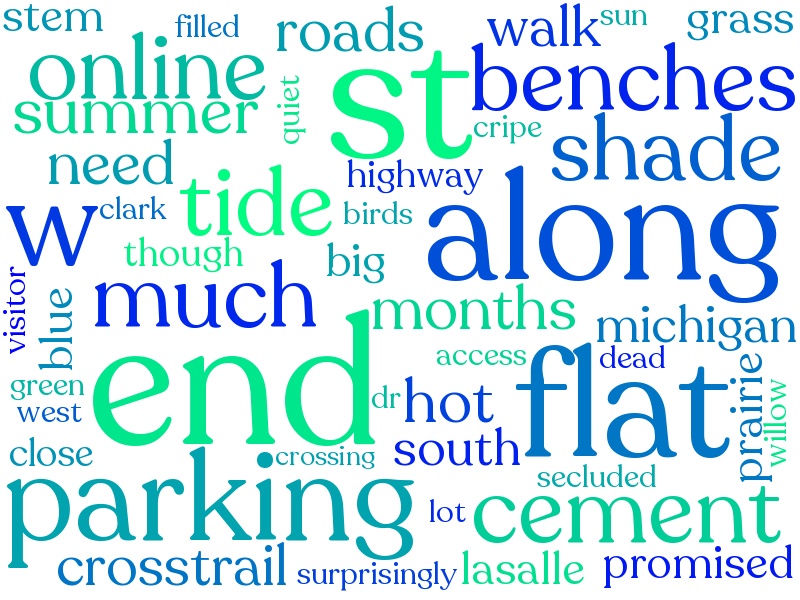 stem
filled
roads
walk
sun
grass
online
st
benches
summer
quiet
cripe
need
shade
highway
tide
w
clark
birds
along
though
big
visitor
blue
much
months
michigan
end
access
flat
dead
prairie
willow
green
west
dr
hot
close
crossing
south
secluded
parking
lot
cement
crosstrail
surprisingly
lasalle
promised